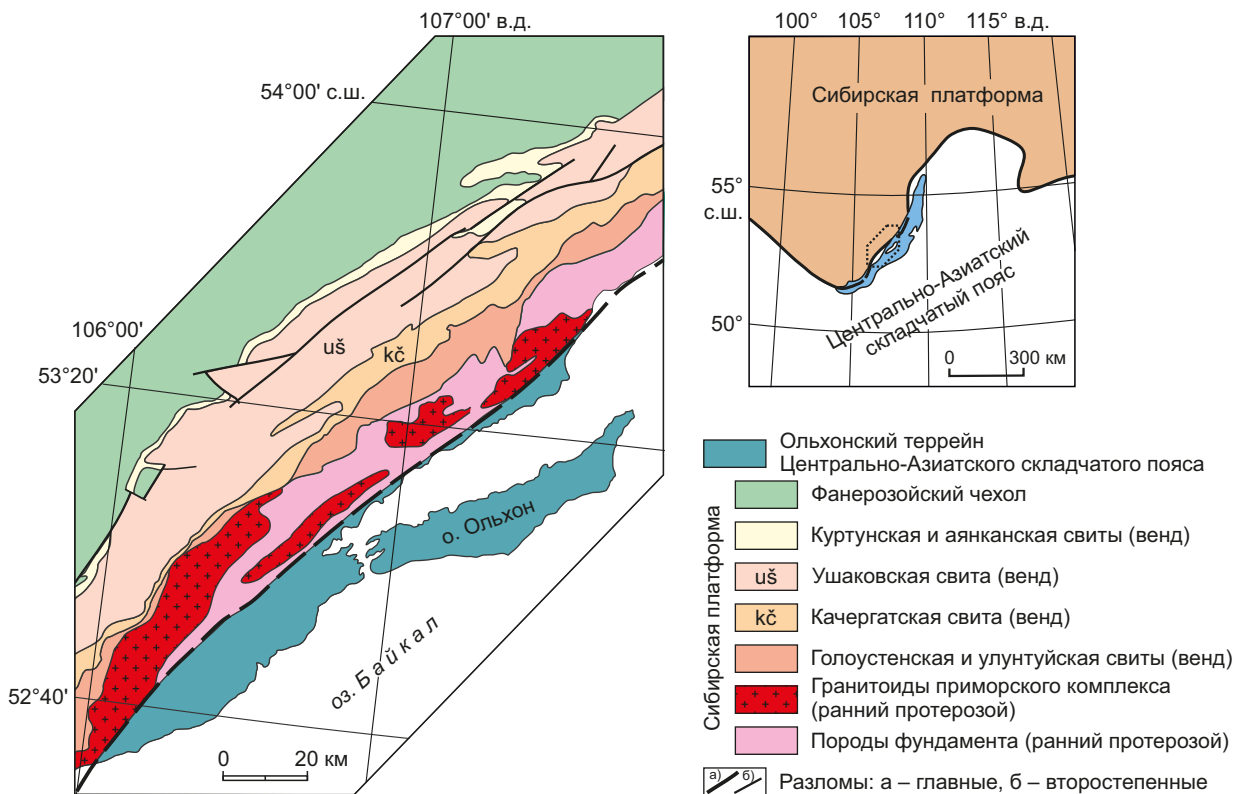 107°00' в.д.
54°00' с.ш.
106°00'
53°20'
52°40'
uš
kč
о. Ольхон
оз. Байкал
0 20 км
100° 105° 110° 115° в.д.
Сибирская платформа
55°
с.ш.
50°
Центрально-Азиатский
складчатый пояс
0 300 км
Ольхонский террейн
Центрально-Азиатского складчатого пояса
Сибирская платформа
Фанерозойский чехол
Куртунская и аянканская свиты (венд)
uš Ушаковская свита (венд)
kč Качергатская свита (венд)
Голоустенская и улунтуйская свиты (венд)
Гранитоиды приморского комплекса
(ранний протерозой)
Породы фундамента (ранний протерозой)
а) б) Разломы: а – главные, б – второстепенные